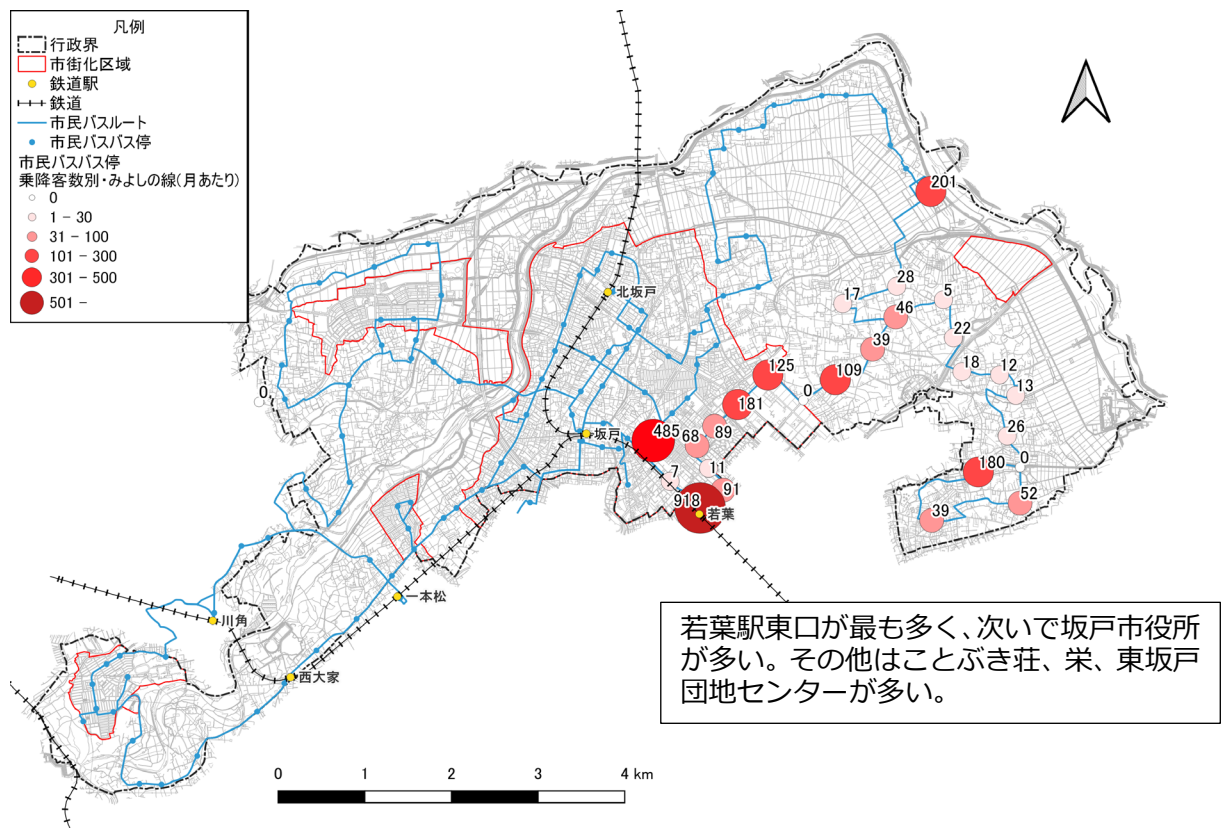 凡例
行政界
市街化区域
鉄道駅
鉄道
市民バスルート
市民バスバス停
市民バスバス停
乗降客数別・みよしの線(月あたり)
0
1 - 30
31 - 100
101 - 300
301 - 500
501 -
201
28
5
17
46
北坂戸
22
39
18
12
125
109
13
0
0
181
89
26
485
68
坂戸
11
0
180
7
91
918
52
若葉
39
一本松
川角
西大家
若葉駅東口が最も多く、次いで坂戸市役所
が多い。その他はことぶき荘、栄、東坂戸
団地センターが多い。
0
1
2
3
4 km